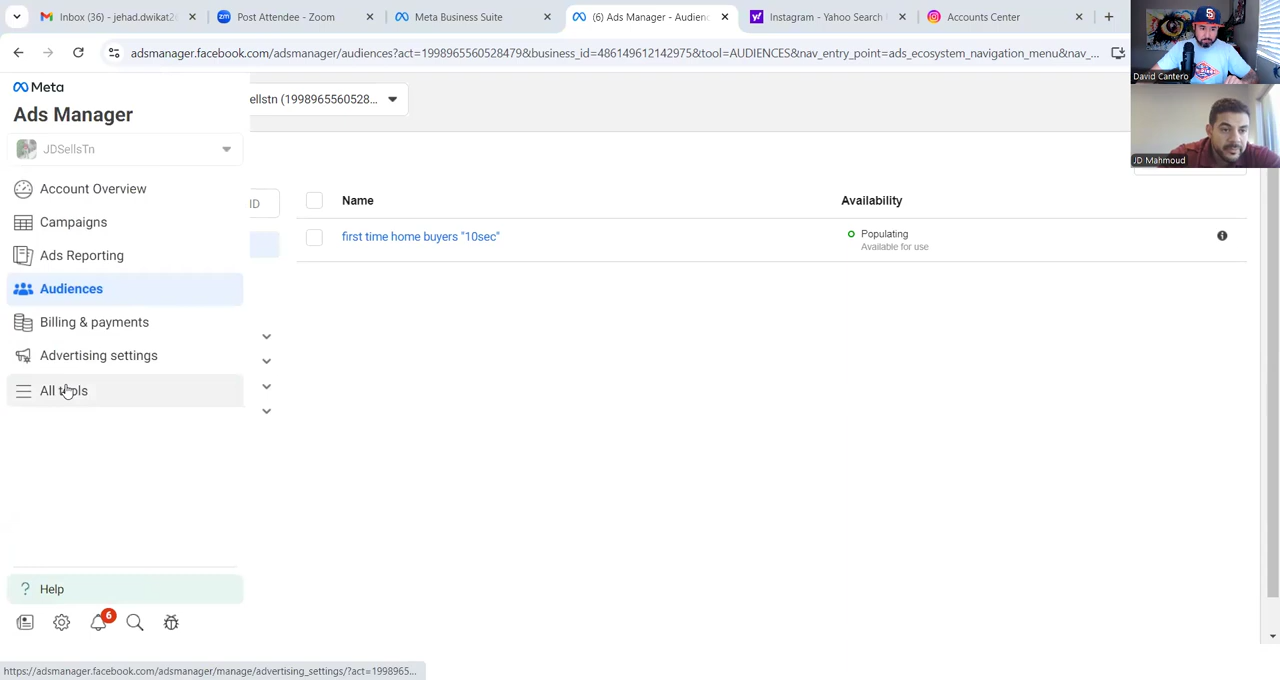 Inbox (36) - jehad.dwikat2
Post Attendee - Zoom
Meta Business Suite
(6) Ads Manager - Audienc
Instagram - Yahoo Search
Accounts Center
adsmanager.facebook.com/adsmanager/audiences?act=1998965560528479&business_id=486149612142975&tool=AUDIENCES&nav_entry_point=ads_ecosystem_navigation_menu&nav_...
David Cantero
JD Mahmoud
Meta
Ads Manager
ellstn (1998965560528...
JDSellsTn
Account Overview
Campaigns
Ads Reporting
Audiences
Billing & payments
Advertising settings
All tools
ID
Name
Availability
first time home buyers "10sec"
Populating
Available for use
Help
6
https://adsmanager.facebook.com/adsmanager/manage/advertising_settings/?act=1998965...